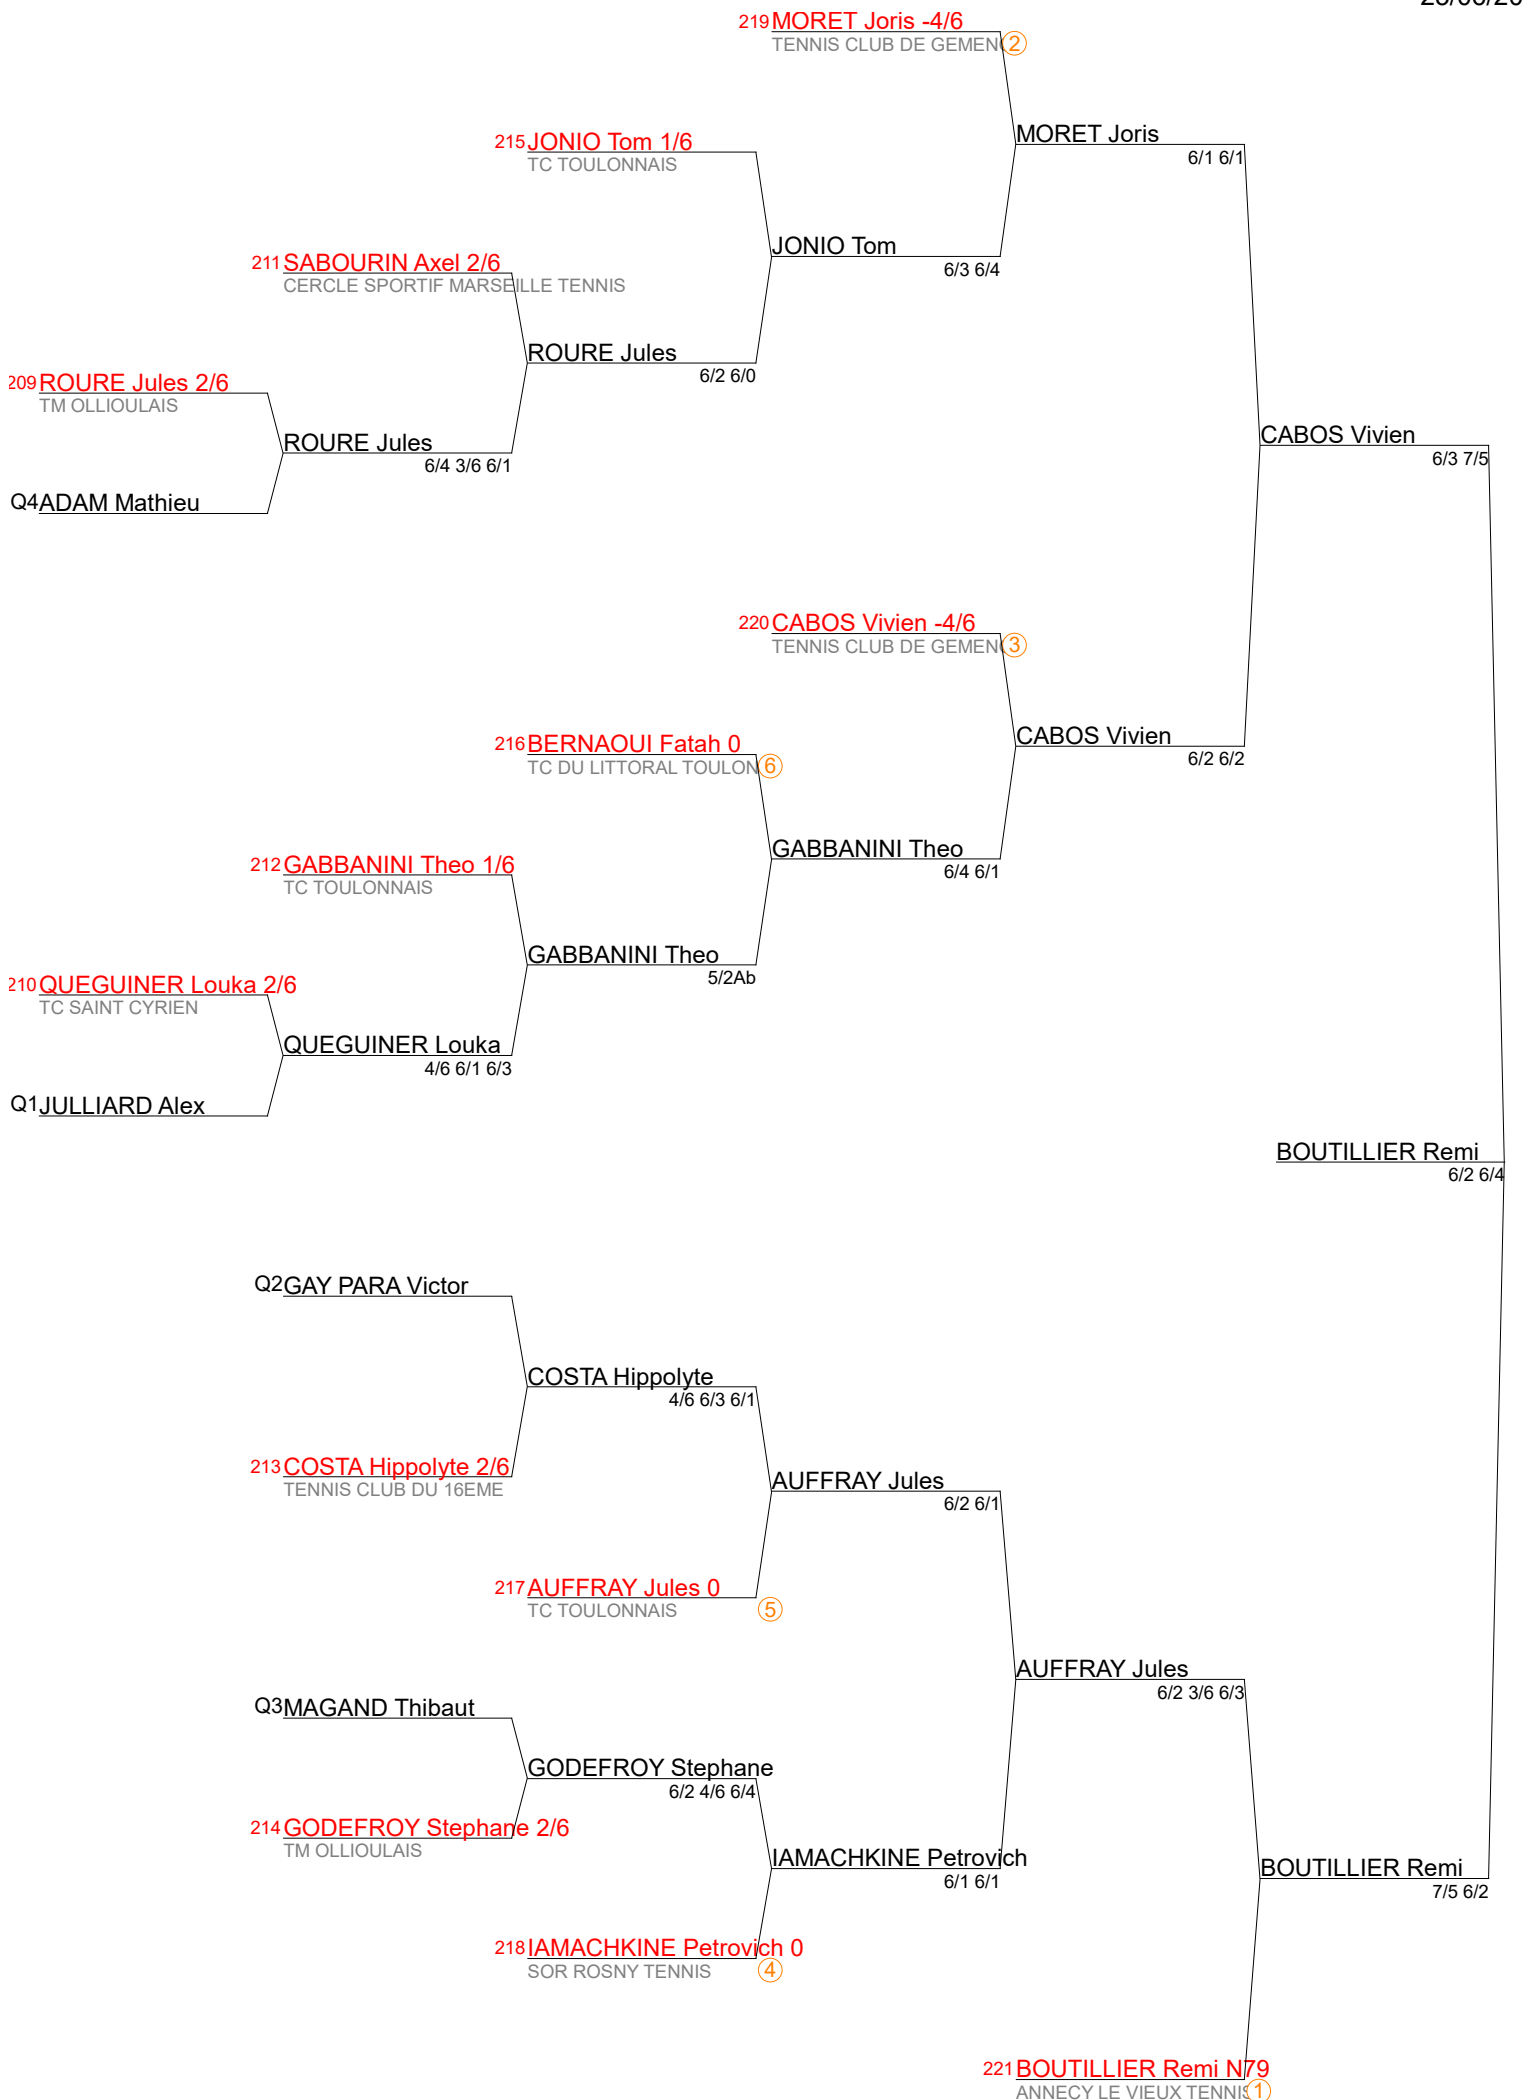 219 MORET Joris -4/6
TENNIS CLUB DE GEMEN 2
MORET Joris
6/1 6/1
215 JONIO Tom 1/6
TC TOULONNAIS
JONIO Tom
6/3 6/4
211 SABOURIN Axel 2/6
CERCLE SPORTIF MARSEILLE TENNIS
ROURE Jules
6/2 6/0
209 ROURE Jules 2/6
TM OLLIOULAIS
ROURE Jules
6/4 3/6 6/1
Q4 ADAM Mathieu
CABOS Vivien
6/3 7/5
220 CABOS Vivien -4/6
TENNIS CLUB DE GEMEN 3
CABOS Vivien
6/2 6/2
216 BERNAOUI Fatah 0
TC DU LITTORAL TOULON 6
GABBANINI Theo
6/4 6/1
212 GABBANINI Theo 1/6
TC TOULONNAIS
GABBANINI Theo
5/2Ab
210 QUEGUINER Louka 2/6
TC SAINT CYRIEN
QUEGUINER Louka
4/6 6/1 6/3
Q1 JULLIARD Alex
BOUTILLIER Remi
6/2 6/4
Q2 GAY PARA Victor
COSTA Hippolyte
4/6 6/3 6/1
213 COSTA Hippolyte 2/6
TENNIS CLUB DU 16EME
AUFFRAY Jules
6/2 6/1
217 AUFFRAY Jules 0
TC TOULONNAIS 5
AUFFRAY Jules
6/2 3/6 6/3
Q3 MAGAND Thibaut
GODEFROY Stephane
6/2 4/6 6/4
214 GODEFROY Stephane 2/6
TM OLLIOULAIS
IAMACHKINE Petrovich
6/1 6/1
BOUTILLIER Remi
7/5 6/2
218 IAMACHKINE Petrovich 0
SOR ROSNY TENNIS 4
221 BOUTILLIER Remi N79
ANNECY LE VIEUX TENNIS 1